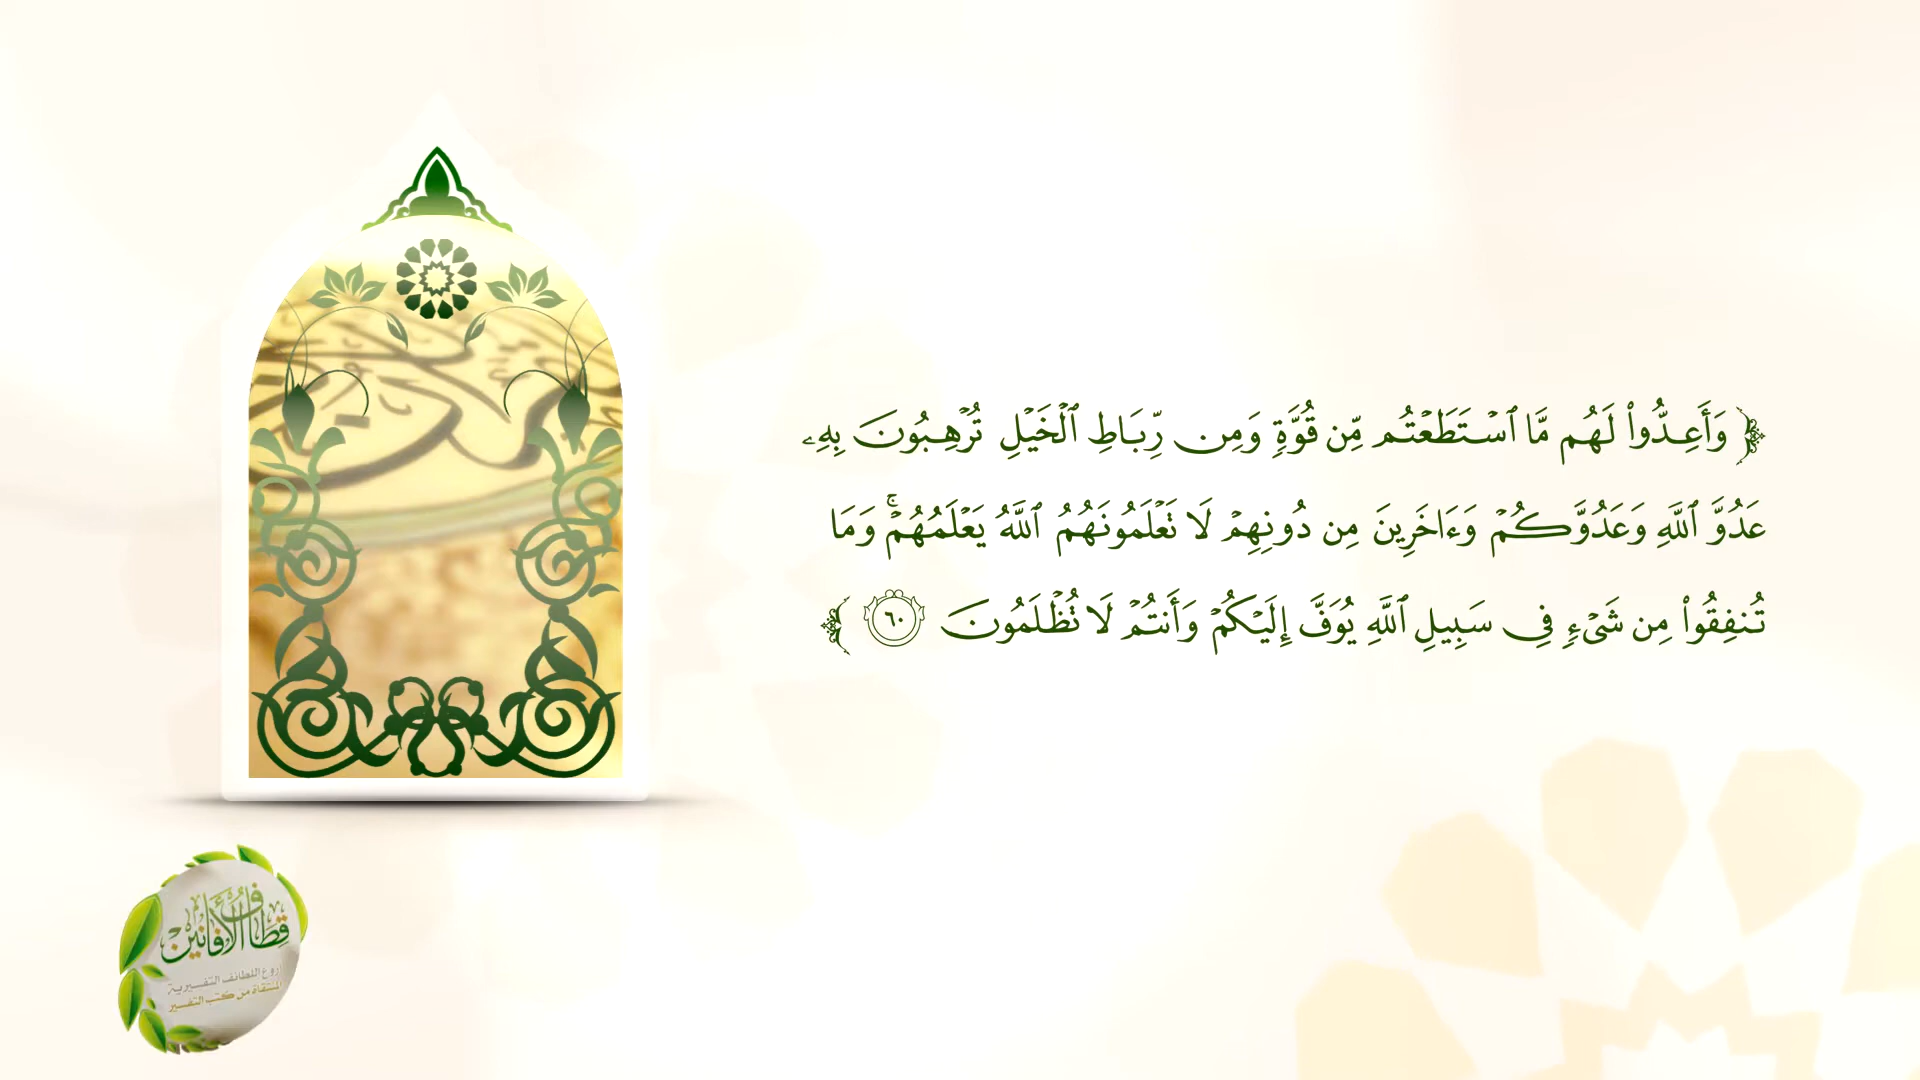 ﴿ وَأَعِدُّوا۟ لَهُم مَّا ٱسْتَطَعْتُم مِّن قُوَّةٍ وَمِن رِّبَاطِ ٱلْخَيْلِ تُرْهِبُونَ بِهِۦ
عَدُوَّ ٱللَّهِ وَعَدُوَّكُمْ وَءَاخَرِينَ مِن دُونِهِمْ لَا تَعْلَمُونَهُمُ ٱللَّهُ يَعْلَمُهُمْ ۚ وَمَا
تُنفِقُوا۟ مِن شَىْءٍ فِى سَبِيلِ ٱللَّهِ يُوَفَّ إِلَيْكُمْ وَأَنتُمْ لَا تُظْلَمُونَ ٦٠ ﴾
قطاف الأفانين
أروع اللطائف التفسيرية
المنتقاة من كتب التفسير